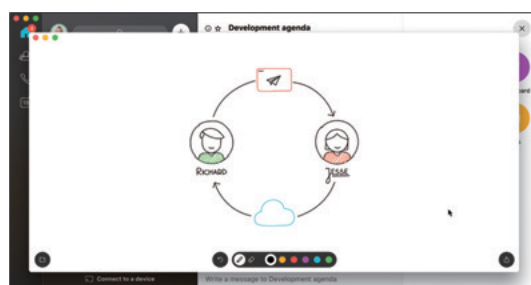 Development agenda
RICHARD
JESSE
Connect to a device
Write a message to Development agenda